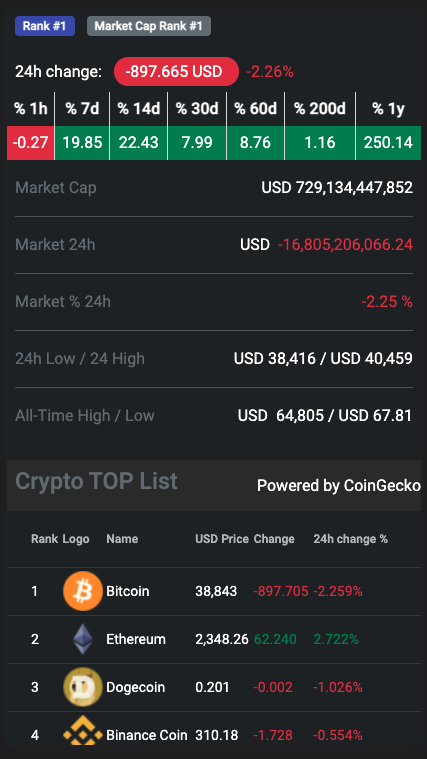 Rank #1 Market Cap Rank #1
24h change: -897.665 USD -2.26%
% 1h % 7d % 14d % 30d % 60d % 200d % 1y
-0.27 19.85 22.43 7.99 8.76 1.16 250.14
Market Cap USD 729,134,447,852
Market 24h USD -16,805,206,066.24
Market % 24h -2.25 %
24h Low / 24 High USD 38,416 / USD 40,459
All-Time High / Low USD 64,805 / USD 67.81
Crypto TOP List Powered by CoinGecko
Rank Logo Name USD Price Change 24h change %
1 Bitcoin 38,843 -897.705 -2.259%
2 Ethereum 2,348.26 62.240 2.722%
3 Dogecoin 0.201 -0.002 -1.026%
4 Binance Coin 310.18 -1.728 -0.554%